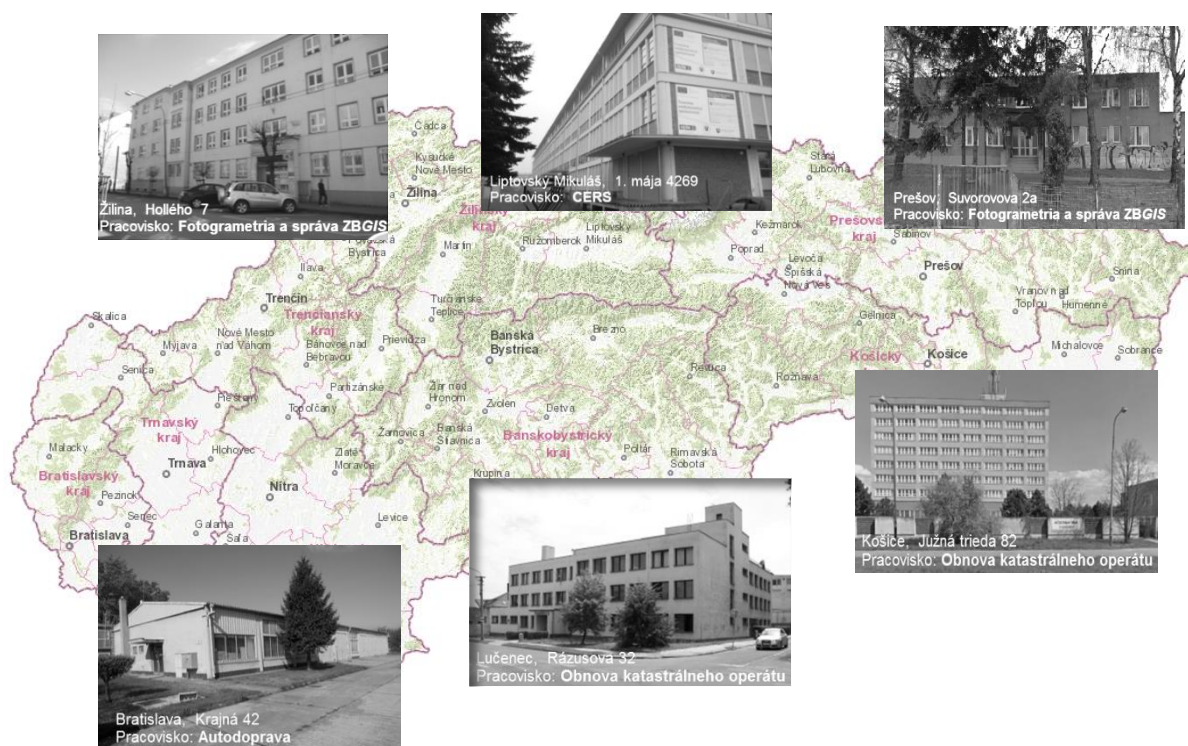 Žilina, Hollého 7
Pracovisko: Fotogrametria a správa ZBGIS
Liptovský Mikuláš, 1. mája 4269
Pracovisko: CERS
Prešov, Suvorovova 2a
Pracovisko: Fotogrametria a správa ZBGIS
Čadca
Kysucké
Nové Mesto
Žilina
kraj
Bystrica
Martin
Ružomberok
Liptovský
Mikuláš
Stará
Ľubovňa
Kežmarok
Poprad
Levoča
Spišská
Nová Ves
kraj
Sabinov
Prešov
Snina
Vranov nad
Topľou
Humenné
Ilava
Trenčín
Trenčiansky
kraj
Turčianske
Teplice
Skalica
Myjava
Nové Mesto
nad Váhom
Bánovce nad
Bebravou
Prievidza
Banská
Bystrica
Brezno
Gelnica
Košický
Košice
Michalovce
Sobrance
Senica
Partizánske
Žiar nad
Hronom
Revúca
Rožňava
Piešťany
Topoľčany
Zvolen
Detva
Malacky
Trnavský
kraj
Hlohovec
Žarnovica
Banská
Štiavnica
Banskobystrický
kraj
Poltár
Rimavská
Sobota
Bratislavský
kraj
Trnava
Zlaté
Moravce
Krupina
Pezinok
Nitra
Senec
Galanta
Šaľa
Levice
Bratislava
Košice, Južná trieda 82
Pracovisko: Obnova katastrálneho operátu
Lučenec, Rázusova 32
Pracovisko: Obnova katastrálneho operátu
Bratislava, Krajná 42
Pracovisko: Autodoprava